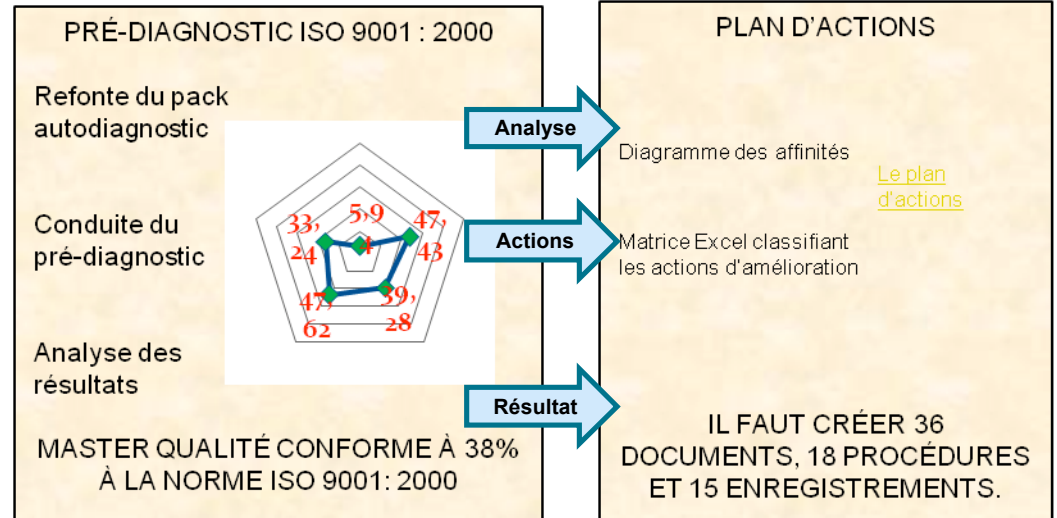 PRÉ-DIAGNOSTIC ISO 9001 : 2000
Refonte du pack
autodiagnostic
Conduite du
pré-diagnostic
Analyse des
résultats
5,9
4
47,
43
39,
28
47,
62
33,
24
MASTER QUALITÉ CONFORME À 38%
À LA NORME ISO 9001: 2000
Analyse
Actions
Résultat
PLAN D'ACTIONS
Diagramme des affinités
Le plan
d'actions
Matrice Excel classifiant
les actions d'amélioration
IL FAUT CRÉER 36
DOCUMENTS, 18 PROCÉDURES
ET 15 ENREGISTREMENTS.